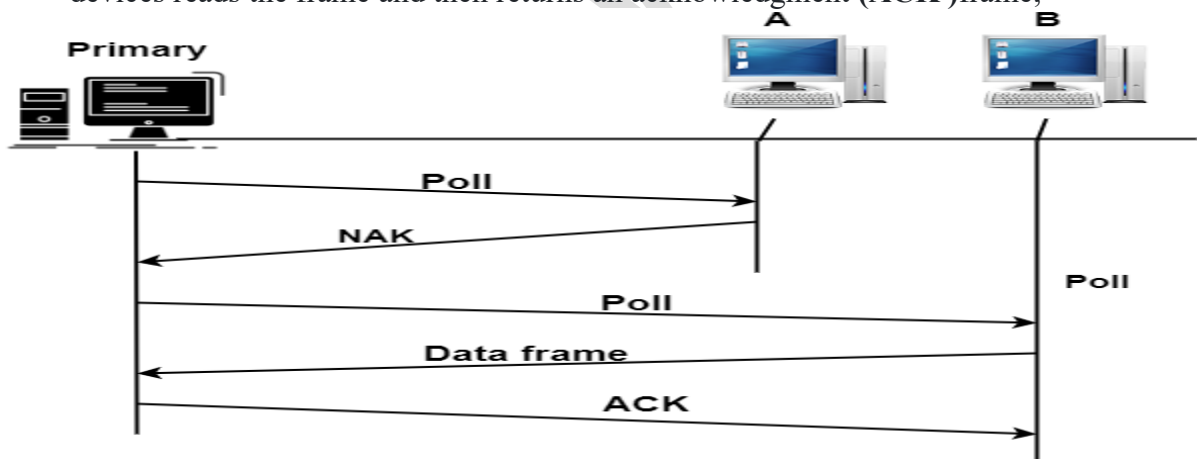 devices reads the frame and then returns an acknowledgment (ACK )frame,
A B
Primary
Poll
NAK
Poll
Poll
Data frame
ACK